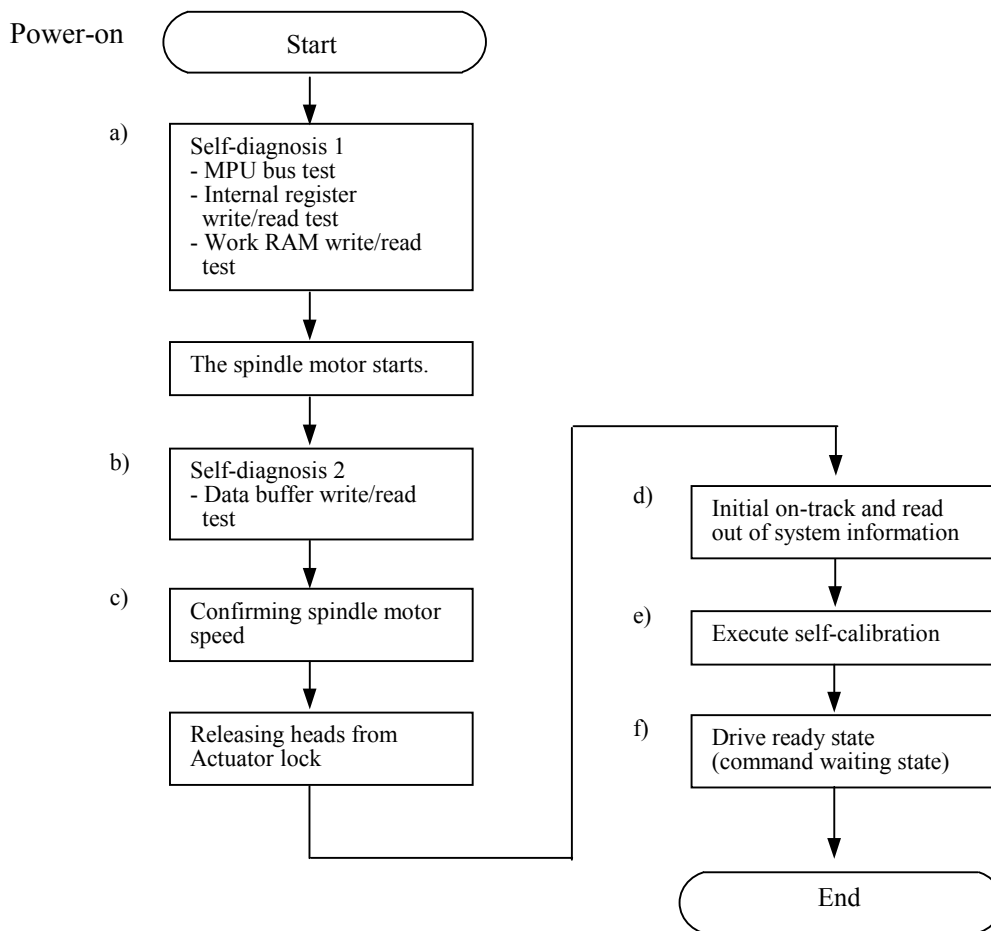 Power-on
Start
a)
Self-diagnosis 1
- MPU bus test
- Internal register
write/read test
- Work RAM write/read
test
The spindle motor starts.
b)
Self-diagnosis 2
- Data buffer write/read
test
c)
Confirming spindle motor
speed
Releasing heads from
Actuator lock
d)
Initial on-track and read
out of system information
e)
Execute self-calibration
f)
Drive ready state
(command waiting state)
End